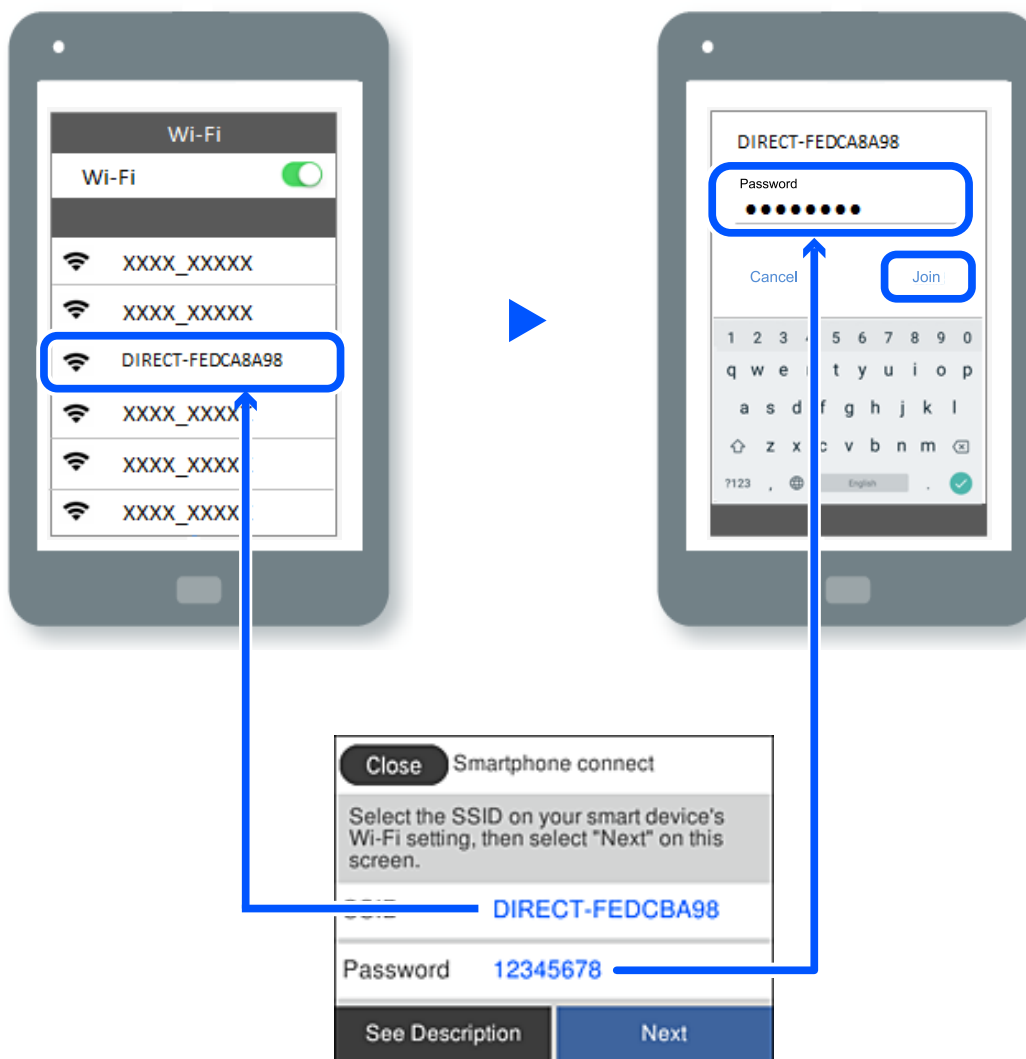 Wi-Fi
Wi-Fi
XXXX_XXXXX
XXXX_XXXXX
DIRECT-FEDCA8A98
XXXX_XXXX
XXXX_XXXX
XXXX_XXXX
DIRECT-FEDCA8A98
Password
●●●●●●●●
Cancel
Join
1 2 3 4 5 6 7 8 9 0
q w e r t y u i o p
a s d f g h j k l
z x c v b n m
?123 , English .
Close Smartphone connect
Select the SSID on your smart device's
Wi-Fi setting, then select "Next" on this
screen.
SSID DIRECT-FEDCBA98
Password 12345678
See Description Next